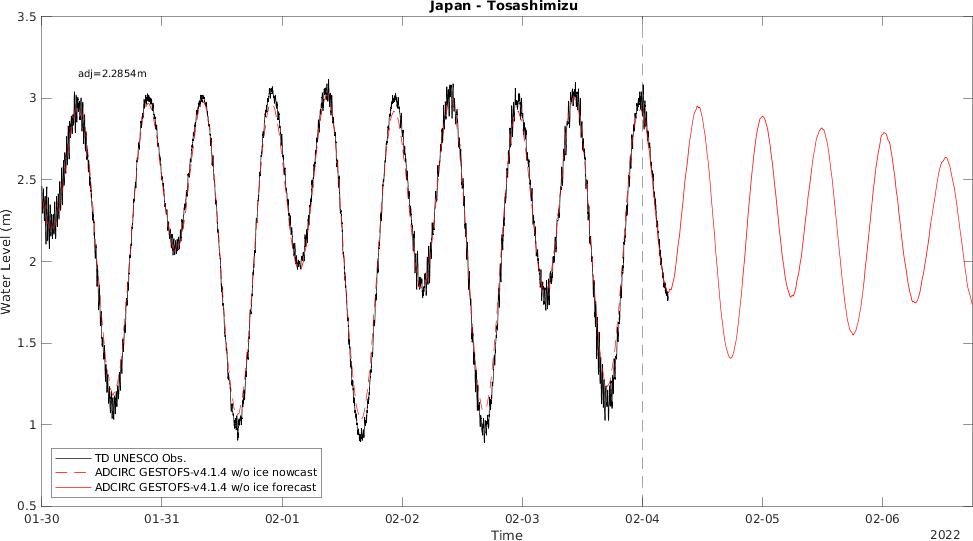 Japan - Tosashimizu
adj=2.2854m
3.5
3
2.5
2
1.5
1
0.5
Water Level (m)
TD UNESCO Obs.
ADCIRC GESTOFS-v4.1.4 w/o ice nowcast
ADCIRC GESTOFS-v4.1.4 w/o ice forecast
01-30 01-31 02-01 02-02 02-03 02-04 02-05 02-06
Time
2022